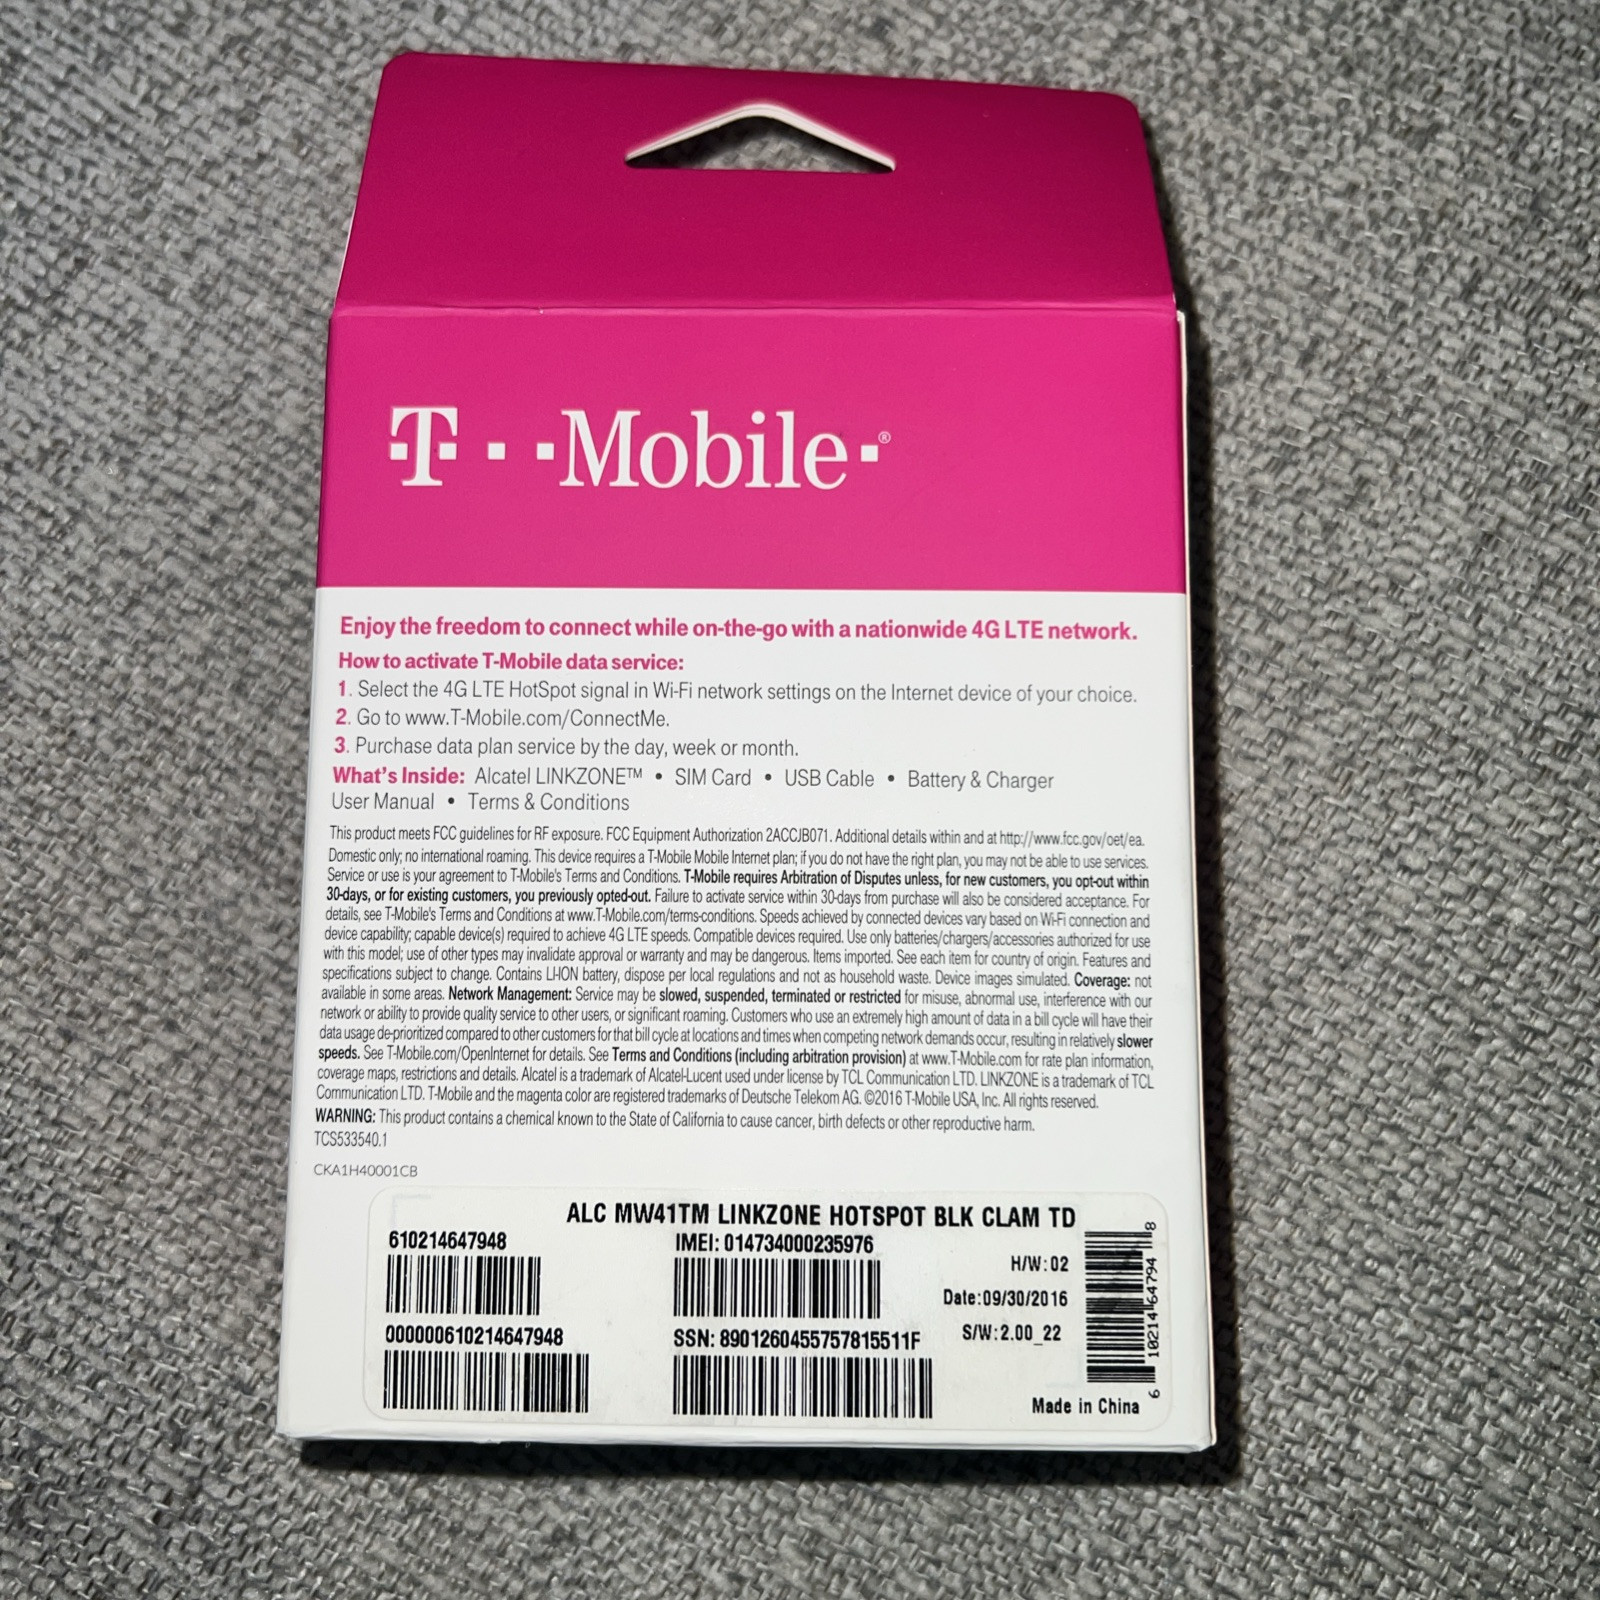 T··Mobile·®
Enjoy the freedom to connect while on-the-go with a nationwide 4G LTE network.
How to activate T-Mobile data service:
1. Select the 4G LTE HotSpot signal in Wi-Fi network settings on the Internet device of your choice.
2. Go to www.T-Mobile.com/ConnectMe.
3. Purchase data plan service by the day, week or month.
What's Inside: Alcatel LINKZONE™ • SIM Card • USB Cable • Battery & Charger
User Manual • Terms & Conditions
This product meets FCC guidelines for RF exposure. FCC Equipment Authorization 2ACCJB071. Additional details within and at http://www.fcc.gov/oet/ea.
Domestic only; no international roaming. This device requires a T-Mobile Mobile Internet plan; if you do not have the right plan, you may not be able to use services.
Service or use is your agreement to T-Mobile's Terms and Conditions. T-Mobile requires Arbitration of Disputes unless, for new customers, you opt-out within
30-days, or for existing customers, you previously opted-out. Failure to activate service within 30-days from purchase will also be considered acceptance. For
details, see T-Mobile's Terms and Conditions at www.T-Mobile.com/terms-conditions. Speeds achieved by connected devices vary based on Wi-Fi connection and
device capability; capable device(s) required to achieve 4G LTE speeds. Compatible devices required. Use only batteries/chargers/accessories authorized for use
with this model; use of other types may invalidate approval or warranty and may be dangerous. Items imported. See each item for country of origin. Features and
specifications subject to change. Contains LI-ION battery, dispose per local regulations and not as household waste. Device images simulated. Coverage: not
available in some areas. Network Management: Service may be slowed, suspended, terminated or restricted for misuse, abnormal use, interference with our
network or ability to provide quality service to other users, or significant roaming. Customers who use an extremely high amount of data in a bill cycle will have their
data usage de-prioritized compared to other customers for that bill cycle at locations and times when competing network demands occur, resulting in relatively slower
speeds. See T-Mobile.com/OpenInternet for details. See Terms and Conditions (including arbitration provision) at www.T-Mobile.com for rate plan information,
coverage maps, restrictions and details. Alcatel is a trademark of Alcatel-Lucent used under license by TCL Communication LTD. LINKZONE is a trademark of TCL
Communication LTD. T-Mobile and the magenta color are registered trademarks of Deutsche Telekom AG. ©2016 T-Mobile USA, Inc. All rights reserved.
WARNING: This product contains a chemical known to the State of California to cause cancer, birth defects or other reproductive harm.
TCS533540.1
CKA1H40001CB
ALC MW41TM LINKZONE HOTSPOT BLK CLAM TD
610214647948
IMEI: 014734000235976
H/W:02
Date:09/30/2016
000000610214647948
SSN: 8901260455757815511F
S/W:2.00_22
Made in China
6 10214 64794 8